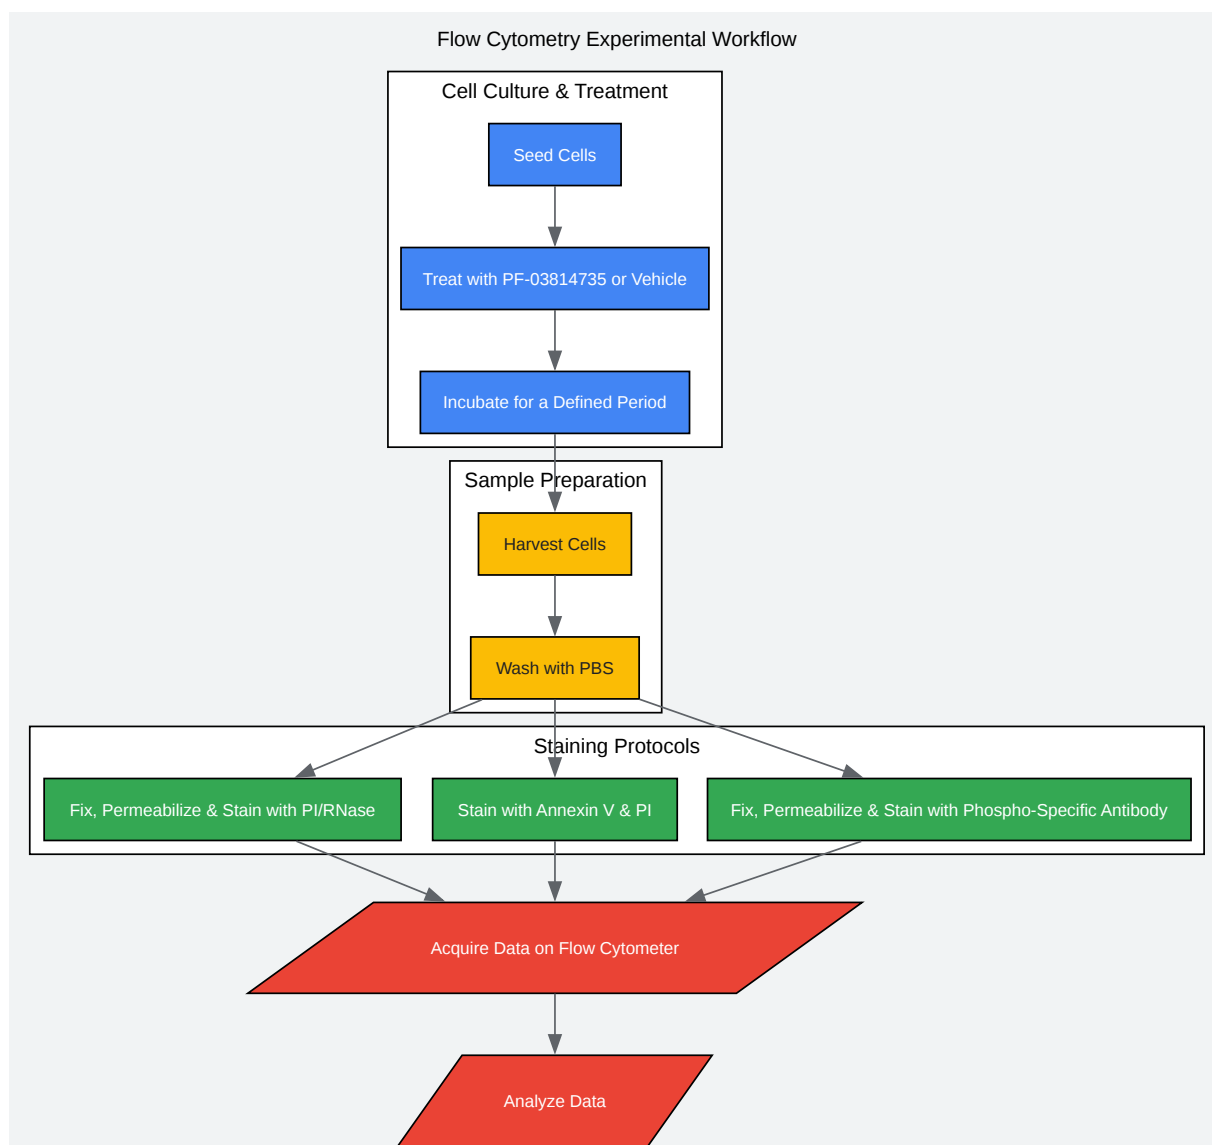 Flow Cytometry Experimental Workflow
Cell Culture & Treatment
Seed Cells
Treat with PF-03814735 or Vehicle
Incubate for a Defined Period
Sample Preparation
Harvest Cells
Wash with PBS
Staining Protocols
Fix, Permeabilize & Stain with PI/RNase
Stain with Annexin V & PI
Fix, Permeabilize & Stain with Phospho-Specific Antibody
Acquire Data on Flow Cytometer
Analyze Data